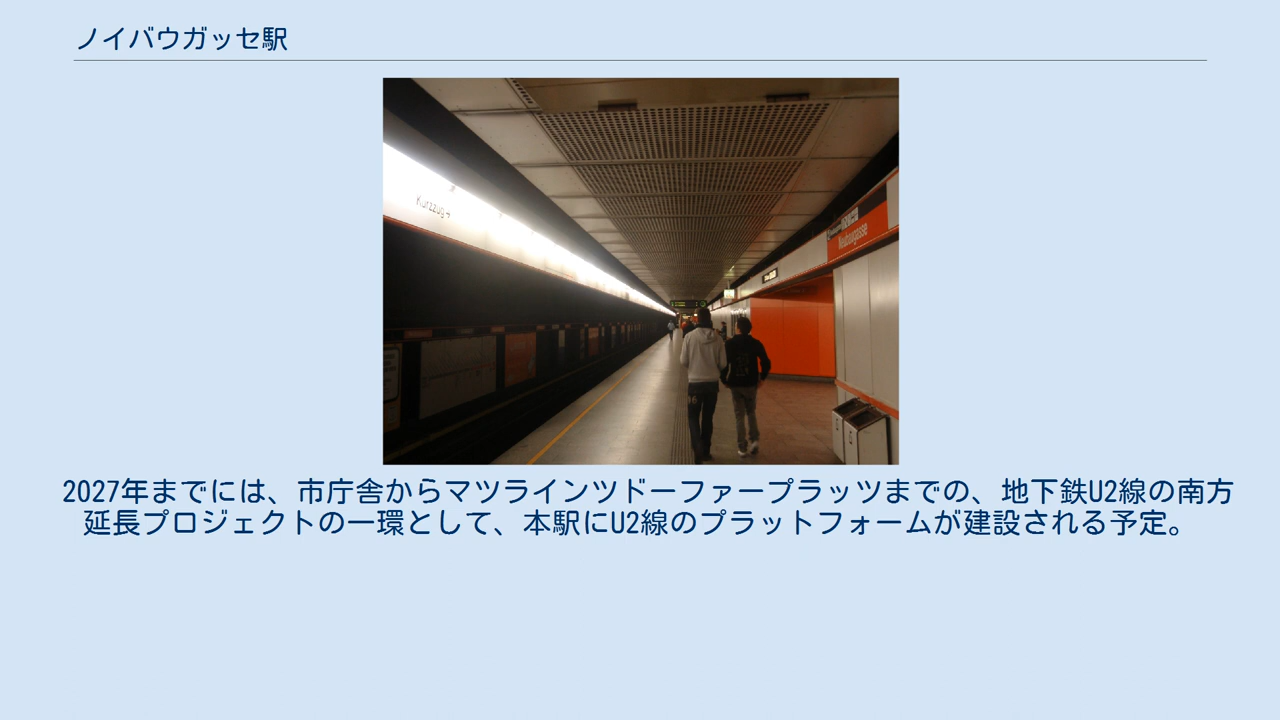 ノイバウガッセ駅
Kurzzug
Neubaugasse
2027年までには、市庁舎からマツラインツドーファープラッツまでの、地下鉄U2線の南方
延長プロジェクトの一環として、本駅にU2線のプラットフォームが建設される予定。